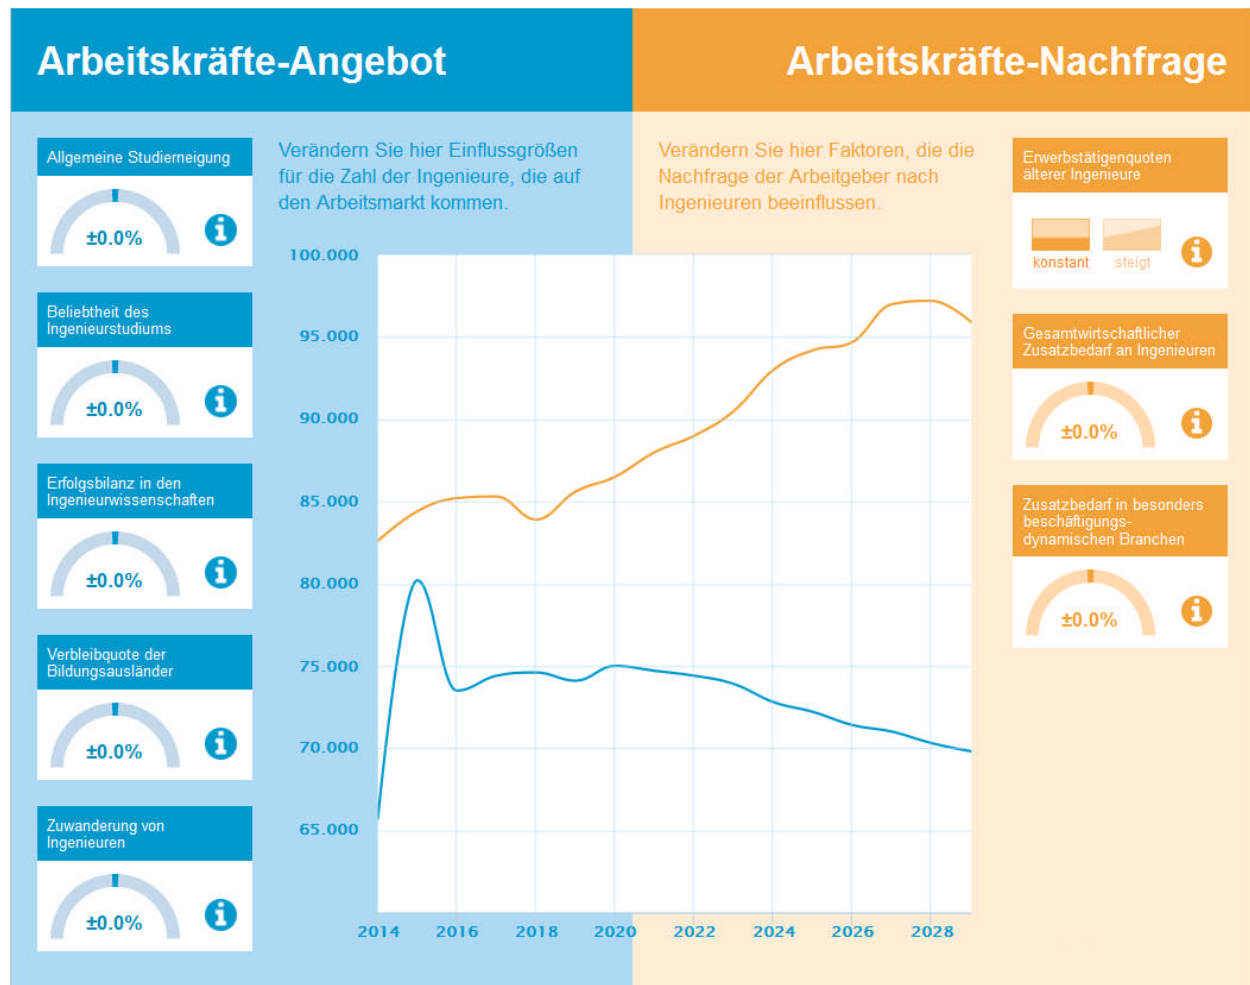 Arbeitskräfte-Angebot
Arbeitskräfte-Nachfrage
Allgemeine Studierneigung
±0.0%
Beliebtheit des
Ingenieurstudiums
±0.0%
Erfolgsbilanz in den
Ingenieurwissenschaften
±0.0%
Verbleibquote der
Bildungsausländer
±0.0%
Zuwanderung von
Ingenieuren
±0.0%
Verändern Sie hier Einflussgrößen
für die Zahl der Ingenieure, die auf
den Arbeitsmarkt kommen.
Verändern Sie hier Faktoren, die die
Nachfrage der Arbeitgeber nach
Ingenieuren beeinflussen.
100.000
95.000
90.000
85.000
80.000
75.000
70.000
65.000
2014 2016 2018 2020 2022 2024 2026 2028
Erwerbstätigenquoten
älterer Ingenieure
konstant steigt
Gesamtwirtschaftlicher
Zusatzbedarf an Ingenieuren
±0.0%
Zusatzbedarf in besonders
beschäftigungs-
dynamischen Branchen
±0.0%